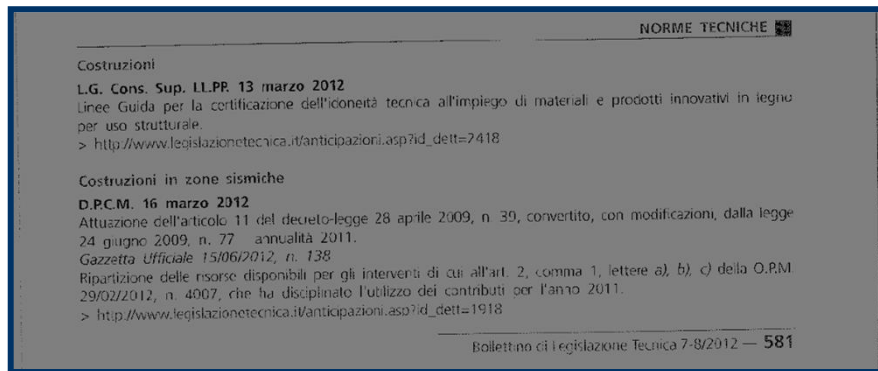 NORME TECNICHE
Costruzioni
L.G. Cons. Sup. LL.PP. 13 marzo 2012
Linee Guida per la certificazione dell'idoneità tecnica all'impiego di materiali e prodotti innovativi in legno
per uso strutturale.
> http://www.legislazionetecnica.it/anticipazioni.asp?id_dett=2418
Costruzioni in zone sismiche
D.P.C.M. 16 marzo 2012
Attuazione dell'articolo 11 del decreto-legge 28 aprile 2009, n. 39, convertito, con modificazioni, dalla legge
24 giugno 2009, n. 77 annualità 2011.
Gazzetta Ufficiale 15/06/2012, n. 138
Ripartizione delle risorse disponibili per gli interventi di cui all'art. 2, comma 1, lettere a), b), c) della O.P.M.
29/02/2012, n. 4007, che ha disciplinato l'utilizzo dei contributi per l'anno 2011.
> http://www.legislazionetecnica.it/anticipazioni.asp?id_dett=1918
Bollettino di Legislazione Tecnica 7-8/2012 — 581